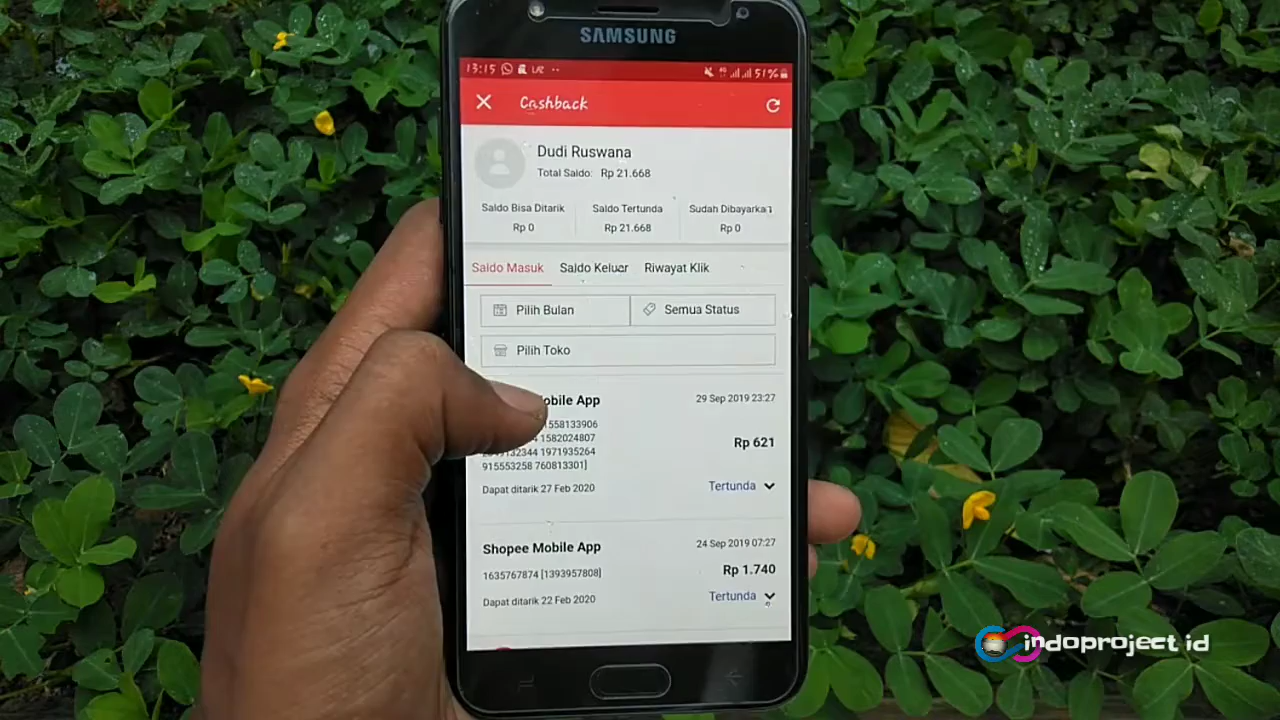 SAMSUNG
13:15
51%
Cashback
Dudi Ruswana
Total Saldo: Rp 21.668
Saldo Bisa Ditarik Saldo Tertunda Sudah Dibayarkan
Rp 0 Rp 21.668 Rp 0
Saldo Masuk Saldo Keluar Riwayat Klik
Pilih Bulan Semua Status
Pilih Toko
obile App 29 Sep 2019 23:27
1558133906
1582024807 Rp 621
1971935264
915553258 760813301]
Dapat ditarik 27 Feb 2020 Tertunda
Shopee Mobile App 24 Sep 2019 07:27
1635767874 [1393957808] Rp 1.740
Dapat ditarik 22 Feb 2020 Tertunda
indoproject id